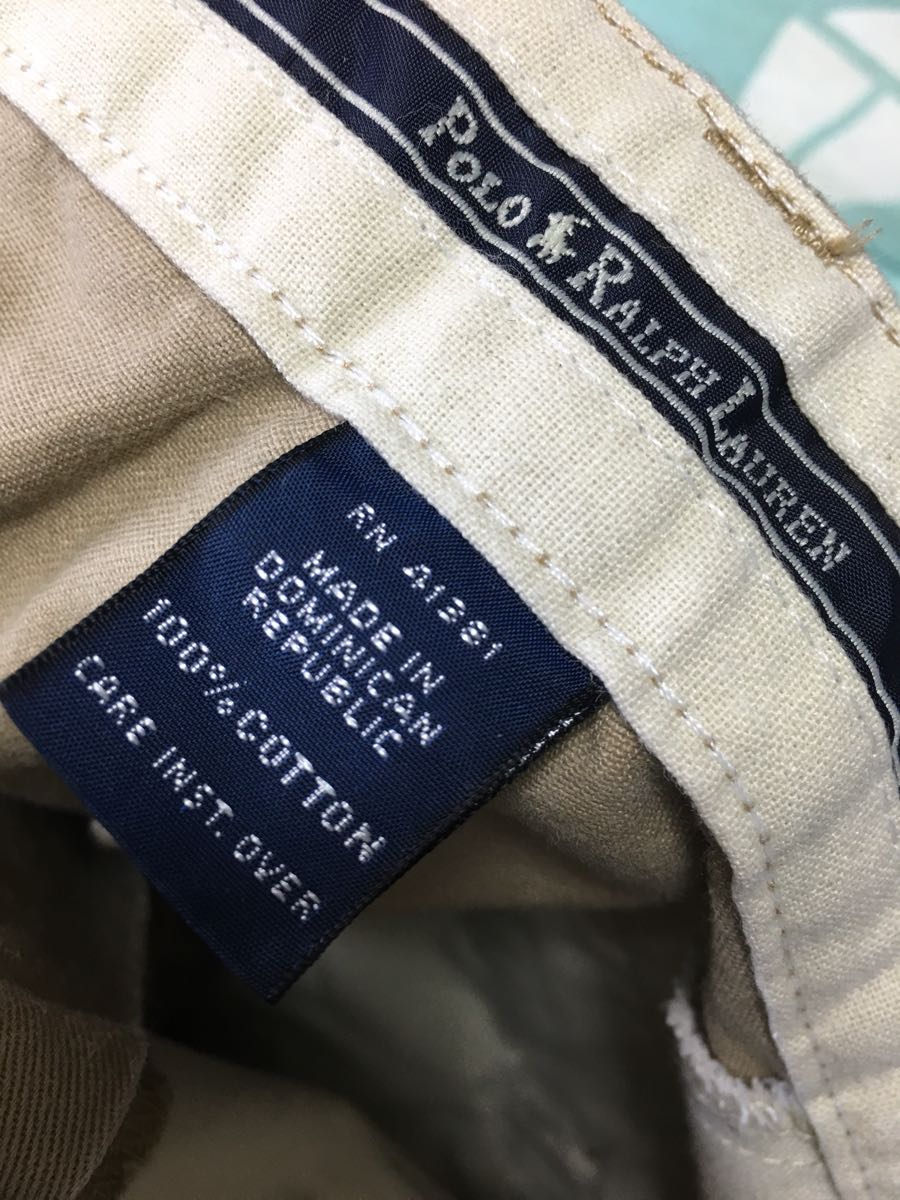 POLO RALPH LAUREN
RN 41381
MADE IN
DOMINICAN
REPUBLIC
100% COTTON
CARE INST. OVER